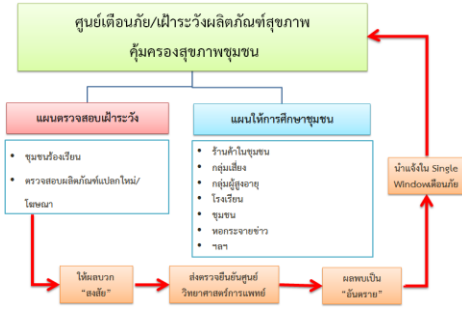 ศูนย์เตือนภัย/เฝ้าระวังผลิตภัณฑ์สุขภาพ
คุ้มครองสุขภาพชุมชน
แผนตรวจสอบเฝ้าระวัง
• ชุมชนร้องเรียน
• ตรวจสอบผลิตภัณฑ์แปลกใหม่/
โฆษณา
แผนให้การศึกษาชุมชน
• ร้านค้าในชุมชน
• กลุ่มเสี่ยง
• กลุ่มผู้สูงอายุ
• โรงเรียน
• ชุมชน
• หอกระจายข่าว
• ฯลฯ
นำแจ้งใน Single
Windowเตือนภัย
ให้ผลบวก
“สงสัย”
ส่งตรวจยืนยันศูนย์
วิทยาศาสตร์การแพทย์
ผลพบเป็น
“อันตราย”